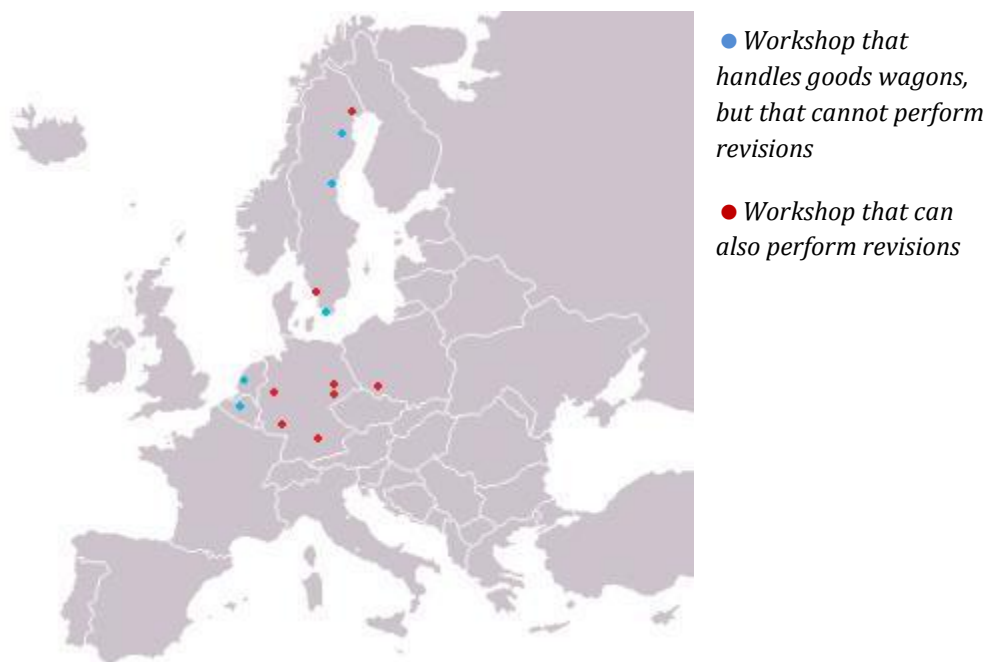 Workshop that
handles goods wagons,
but that cannot perform
revisions
Workshop that can
also perform revisions